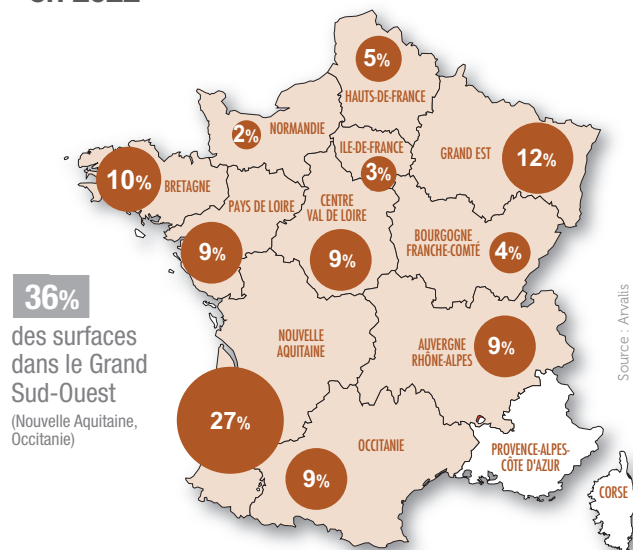 en 2022
5%
HAUTS-DE-FRANCE
2%
NORMANDIE
ILE-DE-FRANCE
3%
GRAND EST
12%
10%
BRETAGNE
PAYS DE LOIRE
9%
CENTRE
VAL DE LOIRE
9%
BOURGOGNE
FRANCHE-COMTÉ
4%
36%
des surfaces
dans le Grand
Sud-Ouest
(Nouvelle Aquitaine,
Occitanie)
NOUVELLE
AQUITAINE
27%
AUVERGNE
RHÔNE-ALPES
9%
OCCITANIE
9%
PROVENCE-ALPES-
CÔTE D'AZUR
CORSE
Source : Arvalis